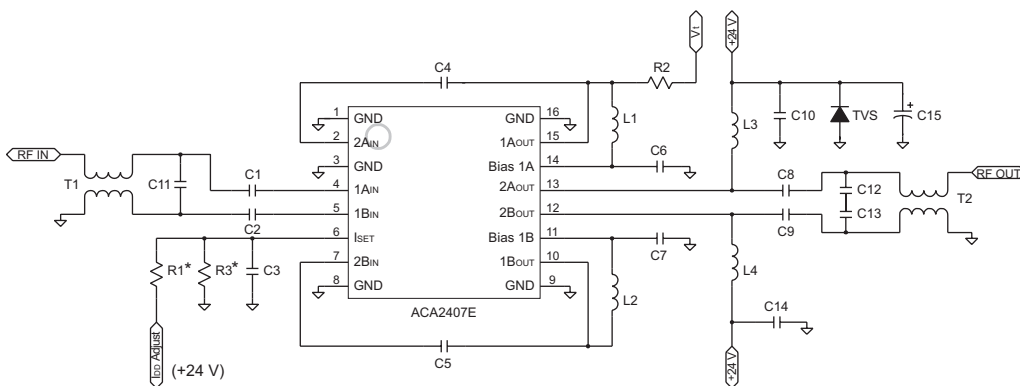 Vt
+24 V
C4
R2
1
GND
16
GND
L1
L3
C10
TVS
+
C15
2
2AIN
15
1AOUT
C6
RF IN
3
GND
14
Bias 1A
T1
C11
C1
4
1AIN
13
2AOUT
C8
C12
RF OUT
T2
C2
5
1BIN
12
2BOUT
C9
C13
6
ISET
11
Bias 1B
C7
R1*
R3*
C3
7
2BIN
10
1BOUT
L4
8
GND
9
GND
L2
ACA2407E
C14
C5
IDD Adjust
(+24 V)
+24 V